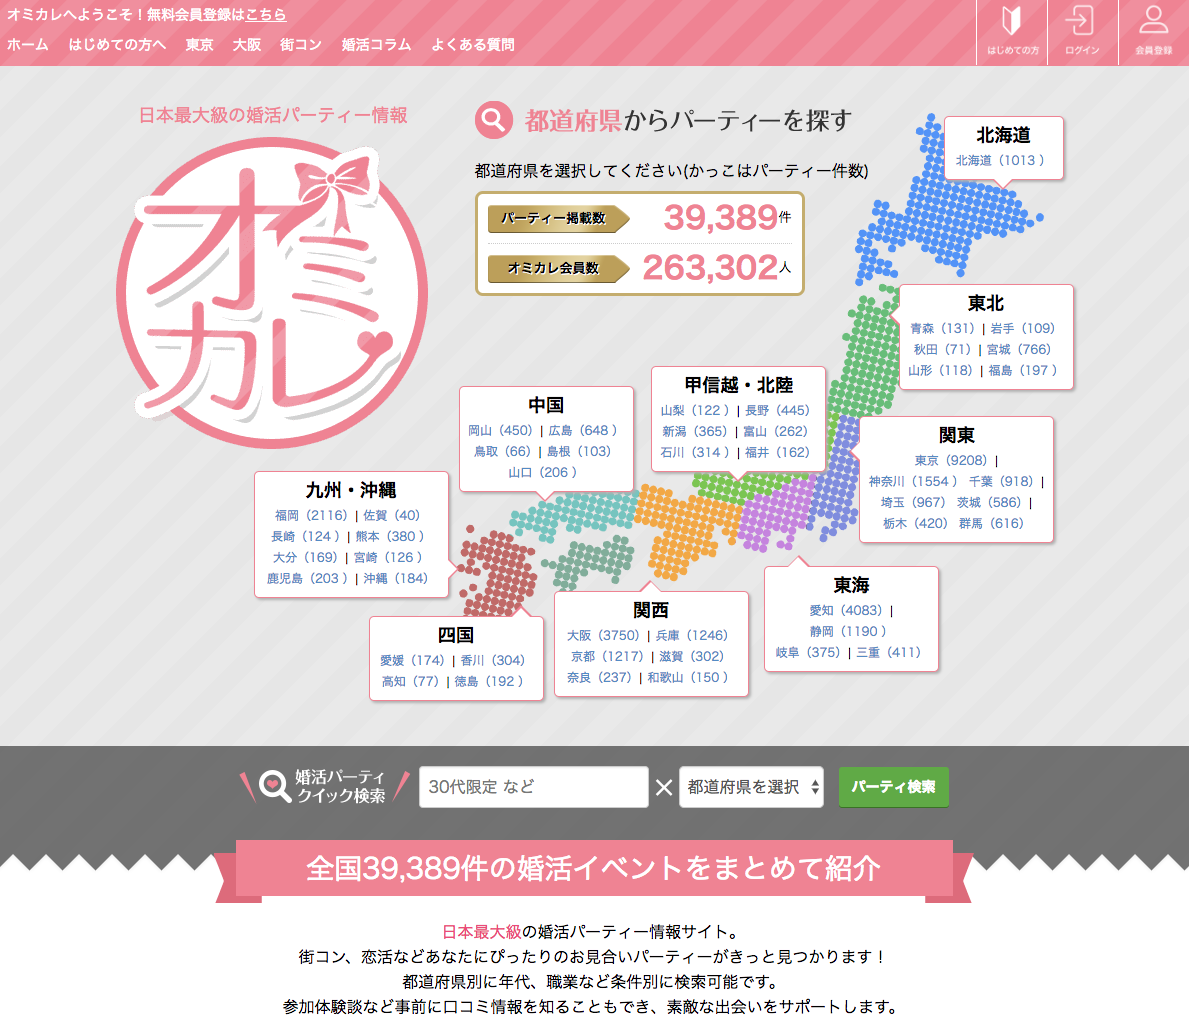 オミカレへようこそ！無料会員登録はこちら
ホーム はじめての方へ 東京 大阪 街コン 婚活コラム よくある質問
はじめての方 ログイン 会員登録
日本最大級の婚活パーティー情報
オミカレ
都道府県からパーティーを探す
都道府県を選択してください(かっこはパーティー件数)
パーティー掲載数 39,389件
オミカレ会員数 263,302人
北海道
北海道（1013 ）
東北
青森（131）| 岩手（109）
秋田（71）| 宮城（766）
山形（118）| 福島（197 ）
甲信越・北陸
山梨（122 ）| 長野（445）
新潟（365）| 富山（262）
石川（314 ）| 福井（162）
中国
岡山（450）| 広島（648 ）
鳥取（66）| 島根（103）
山口（206 ）
関東
東京（9208）|
神奈川（1554 ） 千葉（918）|
埼玉（967） 茨城（586）|
栃木（420） 群馬（616）
九州・沖縄
福岡（2116）| 佐賀（40）
長崎（124 ）| 熊本（380 ）
大分（169）| 宮崎（126 ）
鹿児島（203 ）| 沖縄（184）
東海
愛知（4083）|
静岡（1190 ）
岐阜（375）| 三重（411）
関西
大阪（3750）| 兵庫（1246）
京都（1217）| 滋賀（302）
奈良（237）| 和歌山（150 ）
四国
愛媛（174）| 香川（304）
高知（77）| 徳島（192 ）
婚活パーティ
クイック検索
30代限定 など × 都道府県を選択 パーティ検索
全国39,389件の婚活イベントをまとめて紹介
日本最大級の婚活パーティー情報サイト。
街コン、恋活などあなたにぴったりのお見合いパーティーがきっと見つかります！
都道府県別に年代、職業など条件別に検索可能です。
参加体験談など事前に口コミ情報を知ることもでき、素敵な出会いをサポートします。